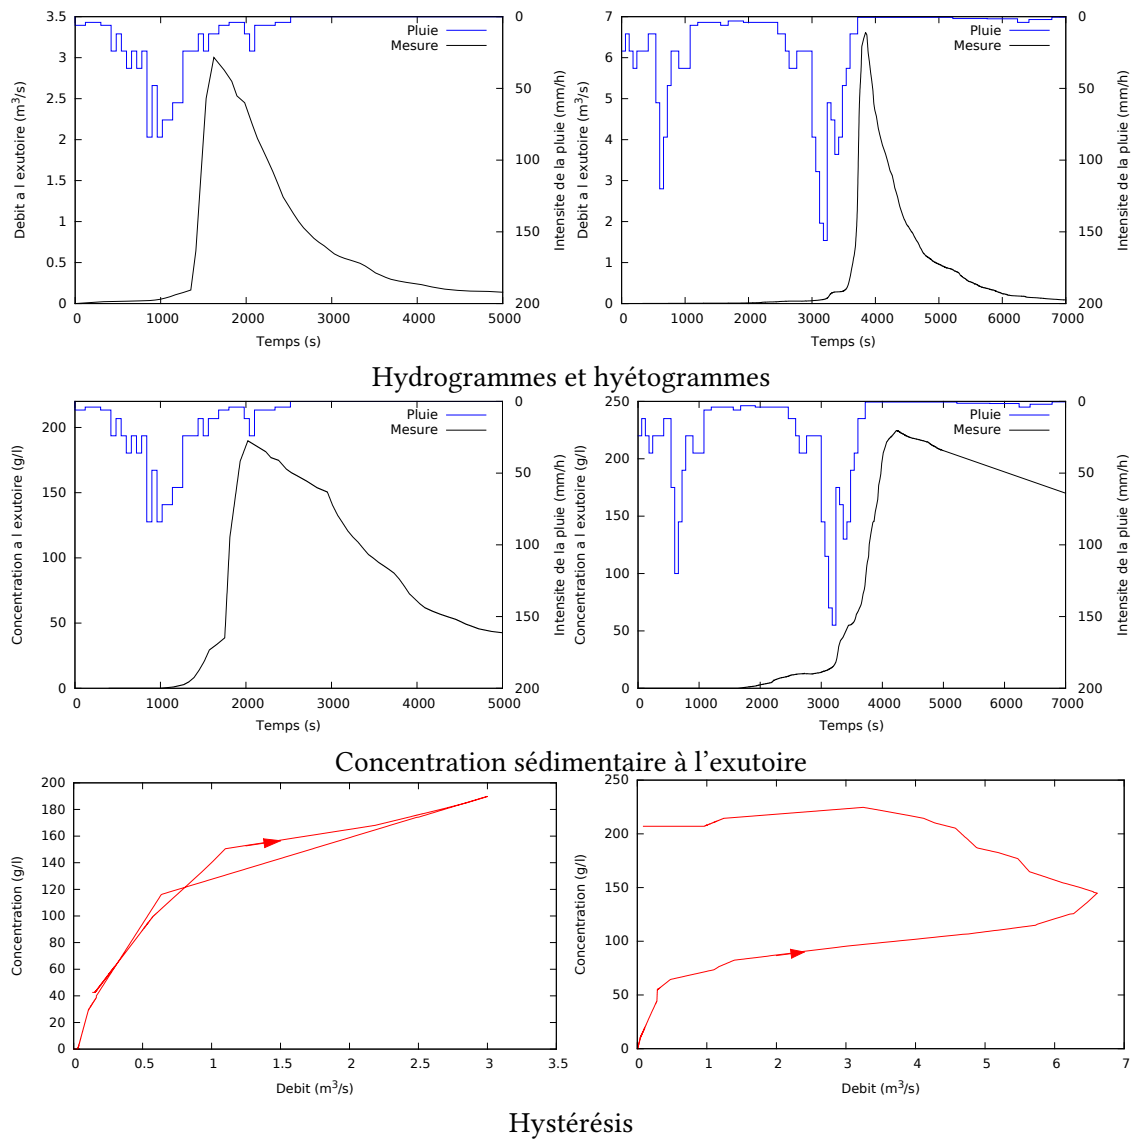 3.5
3
2.5
2
1.5
1
0.5
0
Debit a l exutoire (m³/s)
0 1000 2000 3000 4000 5000
Temps (s)
0
50
100
150
200
Intensite de la pluie (mm/h)
Pluie
Mesure
7
6
5
4
3
2
1
0
Debit a l exutoire (m³/s)
0 1000 2000 3000 4000 5000 6000 7000
Temps (s)
0
50
100
150
200
Intensite de la pluie (mm/h)
Pluie
Mesure
Hydrogrammes et hyétogrammes
200
150
100
50
0
Concentration a l exutoire (g/l)
0 1000 2000 3000 4000 5000
Temps (s)
0
50
100
150
200
Intensite de la pluie (mm/h)
Pluie
Mesure
250
200
150
100
50
0
Concentration a l exutoire (g/l)
0 1000 2000 3000 4000 5000 6000 7000
Temps (s)
0
50
100
150
200
Intensite de la pluie (mm/h)
Pluie
Mesure
Concentration sédimentaire à l’exutoire
200
180
160
140
120
100
80
60
40
20
0
Concentration (g/l)
0 0.5 1 1.5 2 2.5 3 3.5
Debit (m³/s)
250
200
150
100
50
0
Concentration (g/l)
0 1 2 3 4 5 6 7
Debit (m³/s)
Hystérésis